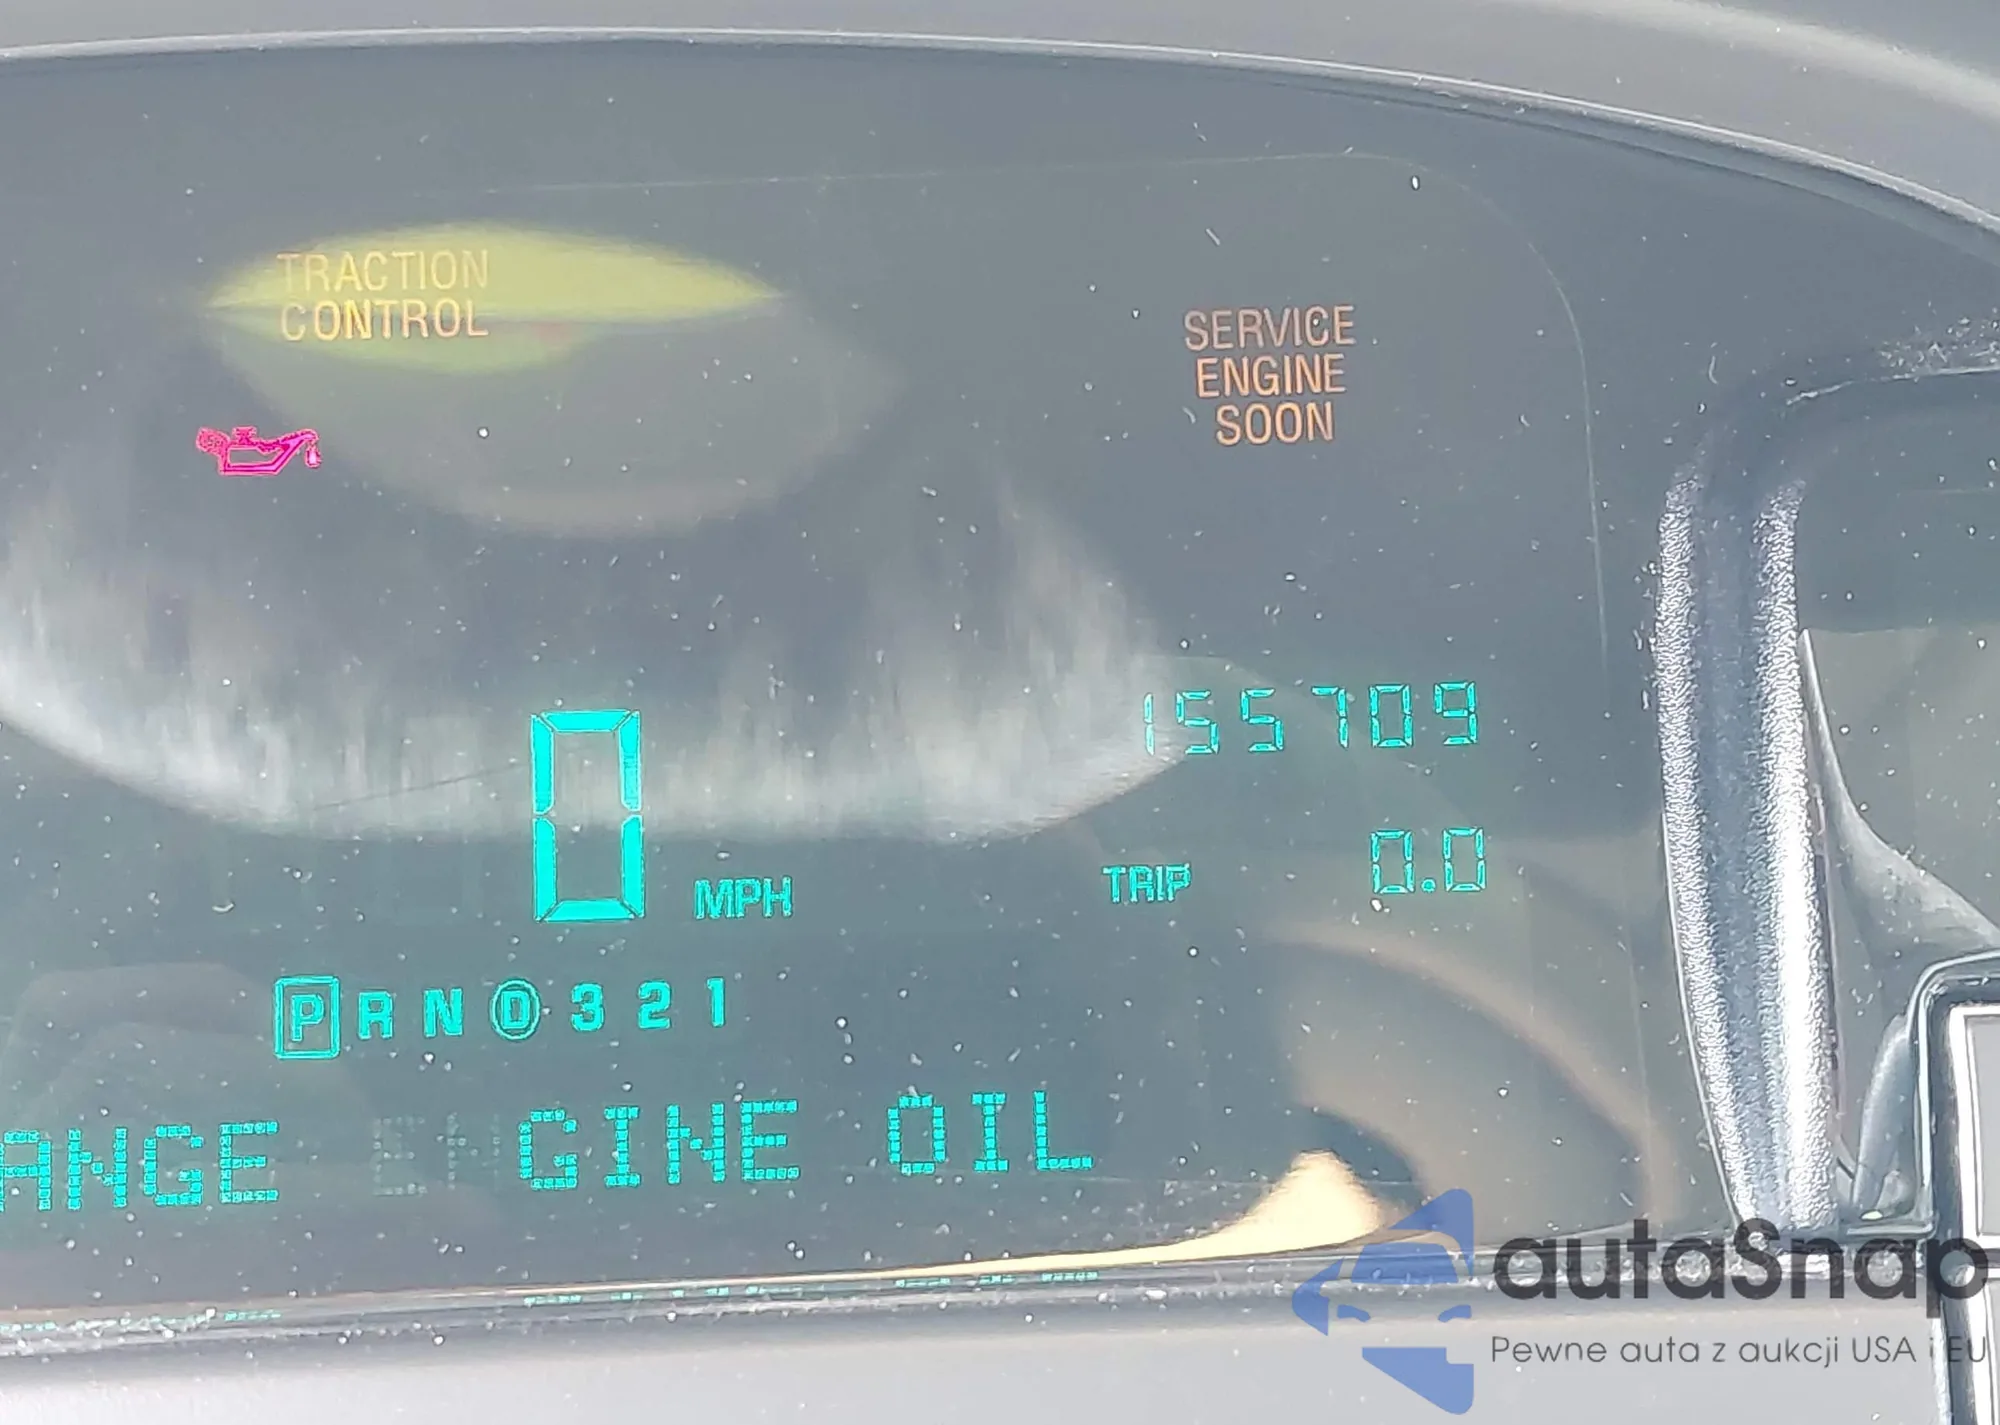 TRACTION
CONTROL
SERVICE
ENGINE
SOON
155709
0 MPH
TRIP 0.0
P R N D 3 2 1
ANGE ENGINE OIL
autaSnap
Pewne auta z aukcji USA i EU